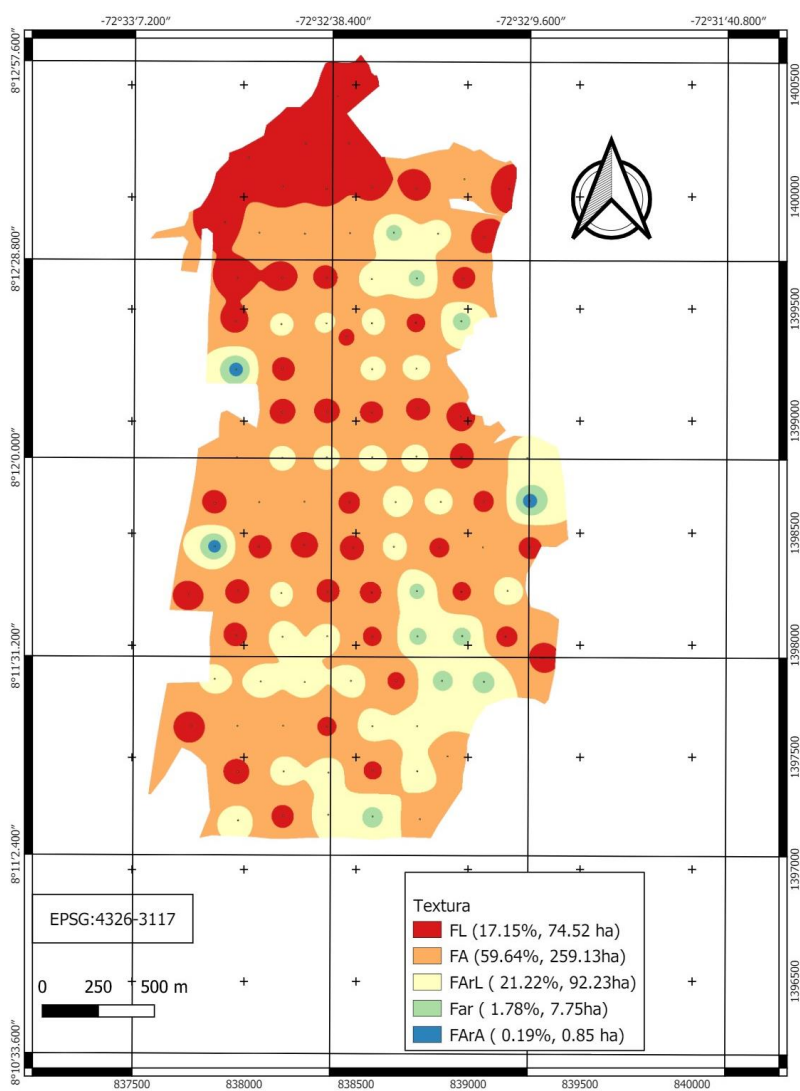 -72°33'7.200" -72°32'38.400" -72°32'9.600" -72°31'40.800"
8°12'57.600"
8°12'28.800"
8°12'0.000"
8°11'31.200"
8°11'2.400"
8°10'33.600"
1400500
1400000
1399500
1399000
1398500
1398000
1397500
1397000
1396500
EPSG:4326-3117
0 250 500 m
Textura
FL (17.15%, 74.52 ha)
FA (59.64%, 259.13ha)
FArL ( 21.22%, 92.23ha)
Far ( 1.78%, 7.75ha)
FArA ( 0.19%, 0.85 ha)
837500 838000 838500 839000 839500 840000